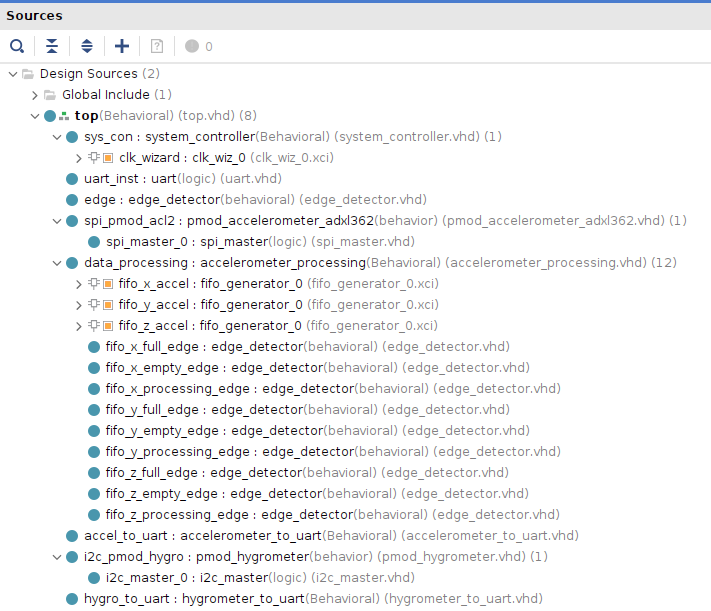 Sources
0
Design Sources (2)
Global Include (1)
top(Behavioral) (top.vhd) (8)
sys_con : system_controller(Behavioral) (system_controller.vhd) (1)
clk_wizard : clk_wiz_0 (clk_wiz_0.xci)
uart_inst : uart(logic) (uart.vhd)
edge : edge_detector(behavioral) (edge_detector.vhd)
spi_pmod_acl2 : pmod_accelerometer_adxl362(behavior) (pmod_accelerometer_adxl362.vhd) (1)
spi_master_0 : spi_master(logic) (spi_master.vhd)
data_processing : accelerometer_processing(Behavioral) (accelerometer_processing.vhd) (12)
fifo_x_accel : fifo_generator_0 (fifo_generator_0.xci)
fifo_y_accel : fifo_generator_0 (fifo_generator_0.xci)
fifo_z_accel : fifo_generator_0 (fifo_generator_0.xci)
fifo_x_full_edge : edge_detector(behavioral) (edge_detector.vhd)
fifo_x_empty_edge : edge_detector(behavioral) (edge_detector.vhd)
fifo_x_processing_edge : edge_detector(behavioral) (edge_detector.vhd)
fifo_y_full_edge : edge_detector(behavioral) (edge_detector.vhd)
fifo_y_empty_edge : edge_detector(behavioral) (edge_detector.vhd)
fifo_y_processing_edge : edge_detector(behavioral) (edge_detector.vhd)
fifo_z_full_edge : edge_detector(behavioral) (edge_detector.vhd)
fifo_z_empty_edge : edge_detector(behavioral) (edge_detector.vhd)
fifo_z_processing_edge : edge_detector(behavioral) (edge_detector.vhd)
accel_to_uart : accelerometer_to_uart(Behavioral) (accelerometer_to_uart.vhd)
i2c_pmod_hygro : pmod_hygrometer(behavior) (pmod_hygrometer.vhd) (1)
i2c_master_0 : i2c_master(logic) (i2c_master.vhd)
hygro_to_uart : hygrometer_to_uart(Behavioral) (hygrometer_to_uart.vhd)